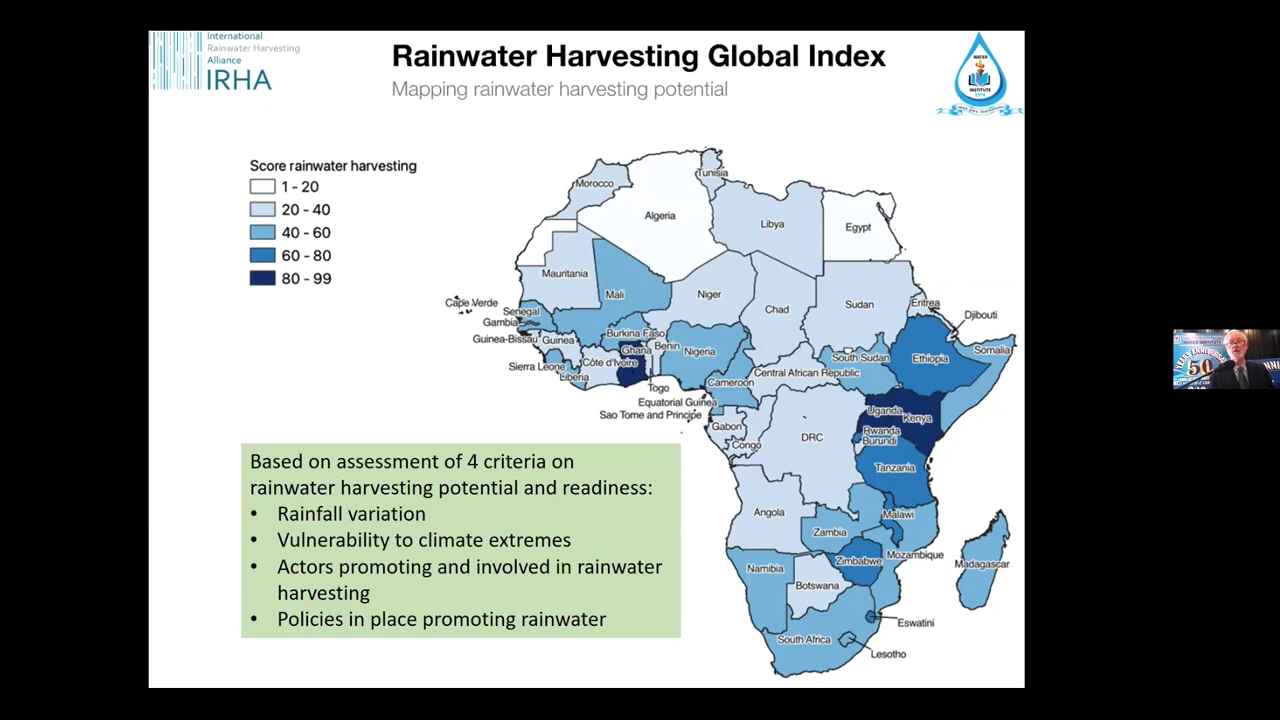 International
Rainwater Harvesting
Alliance
IRHA
Rainwater Harvesting Global Index
Mapping rainwater harvesting potential
WATER
INSTITUTE
Score rainwater harvesting
1 - 20
20 - 40
40 - 60
60 - 80
80 - 99
Tunisia
Morocco
Algeria
Libya
Egypt
Mauritania
Mali
Niger
Chad
Sudan
Eritrea
Cape Verde
Senegal
Gambia
Djibouti
Guinea-Bissau
Guinea
Burkina Faso
Benin
Ghana
Nigeria
South Sudan
Ethiopia
Somalia
Sierra Leone
Côte d'Ivoire
Liberia
Togo
Cameroon
Central African Republic
Equatorial Guinea
Sao Tome and Principe
Gabon
Congo
DRC
Uganda
Kenya
Rwanda
Burundi
Tanzania
Angola
Zambia
Malawi
Mozambique
Madagascar
Namibia
Zimbabwe
Botswana
South Africa
Eswatini
Lesotho
Based on assessment of 4 criteria on
rainwater harvesting potential and readiness:
• Rainfall variation
• Vulnerability to climate extremes
• Actors promoting and involved in rainwater
harvesting
• Policies in place promoting rainwater
50